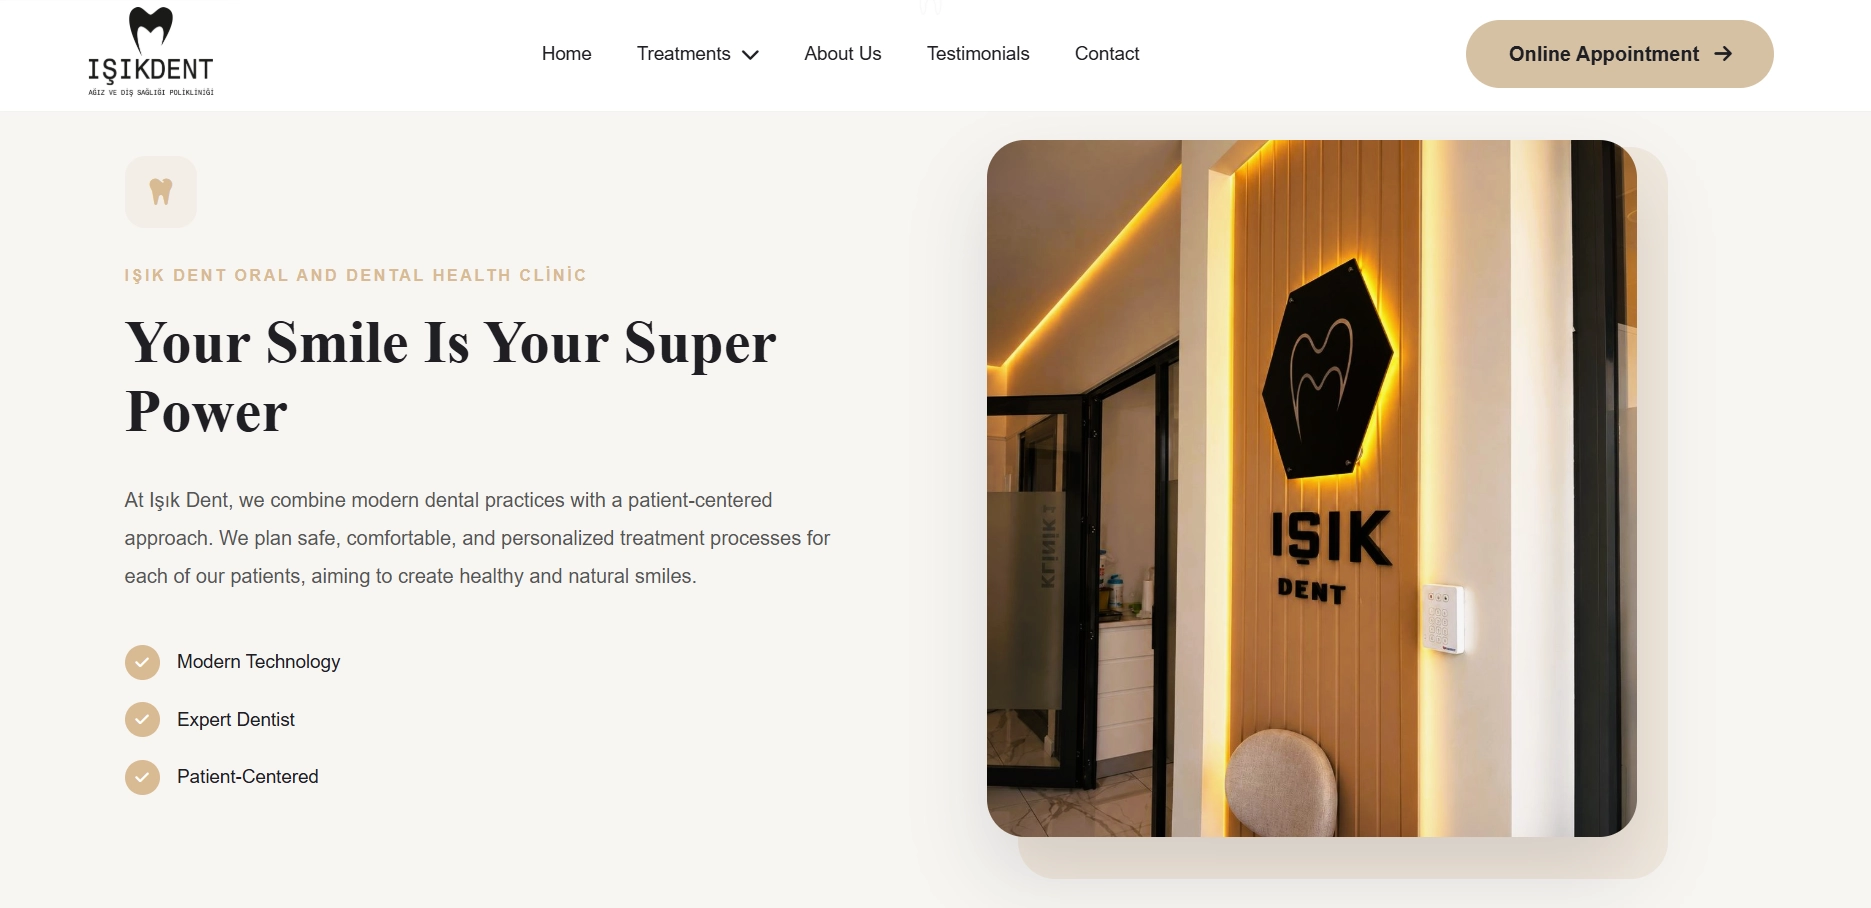 IŞIKDENT
AĞIZ VE DİŞ SAĞLIĞI POLİKLİNİĞİ
Home
Treatments
About Us
Testimonials
Contact
Online Appointment
IŞIK DENT ORAL AND DENTAL HEALTH CLİNİC
Your Smile Is Your Super
Power
At Işık Dent, we combine modern dental practices with a patient-centered
approach. We plan safe, comfortable, and personalized treatment processes for
each of our patients, aiming to create healthy and natural smiles.
Modern Technology
Expert Dentist
Patient-Centered
KLİNİK 1
IŞIK
DENT